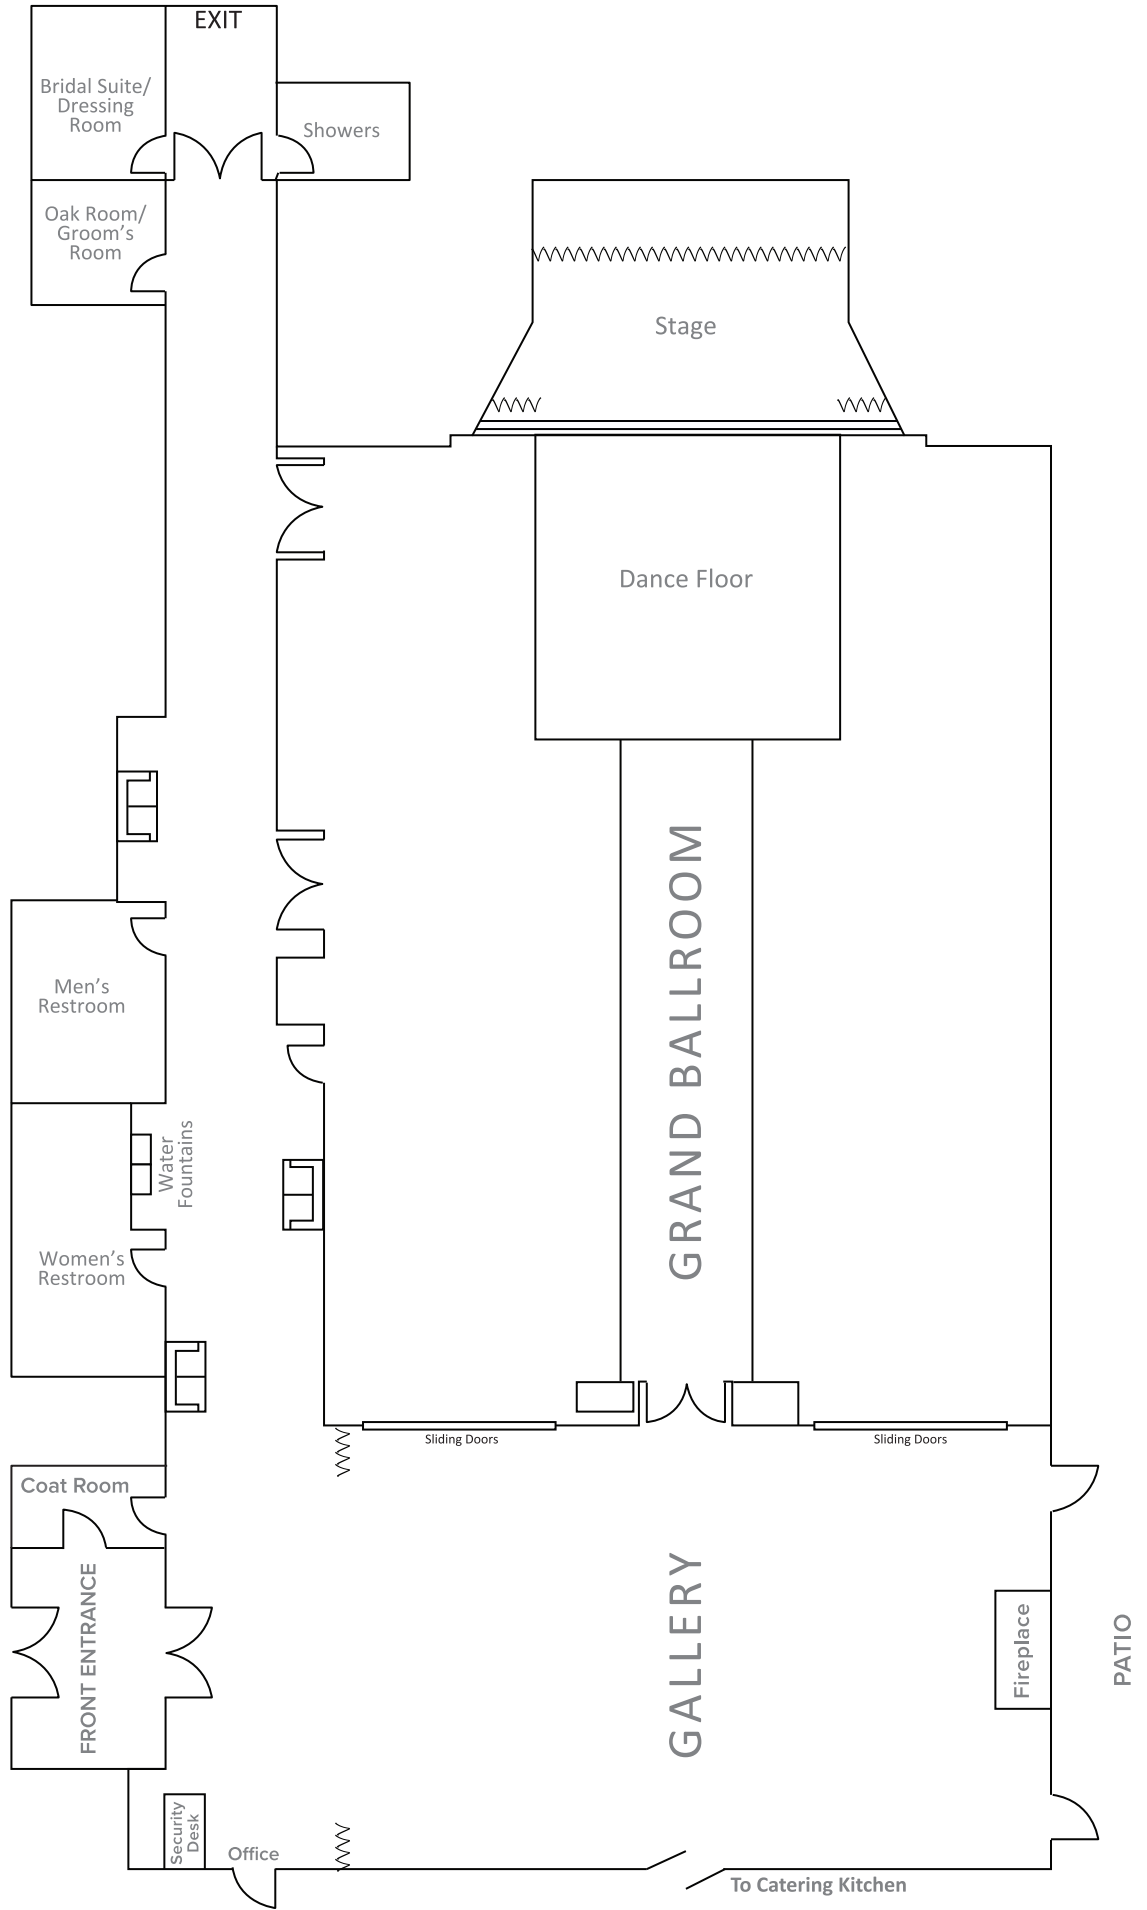 EXIT
Bridal Suite/
Dressing
Room
Showers
Oak Room/
Groom's
Room
Stage
Dance Floor
GRAND BALLROOM
Men's
Restroom
Water
Fountains
Women's
Restroom
Sliding Doors
Sliding Doors
Coat Room
FRONT ENTRANCE
GALLERY
Fireplace
PATIO
Security
Desk
Office
To Catering Kitchen